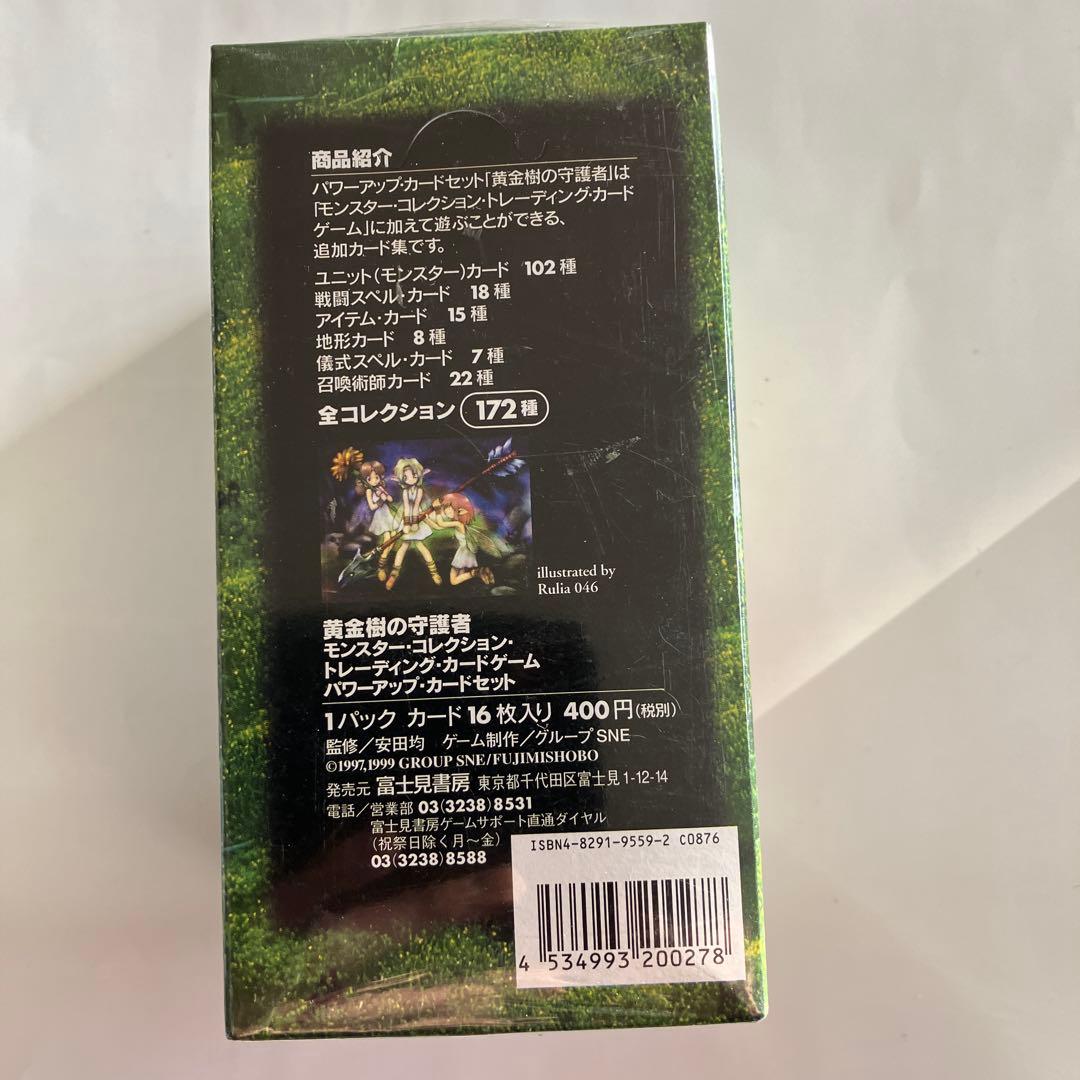 商品紹介
パワーアップ・カードセット「黄金樹の守護者」は
「モンスター・コレクション・トレーディング・カード
ゲーム」に加えて遊ぶことができる、
追加カード集です。
ユニット(モンスター)カード 102種
戦闘スペル・カード 18種
アイテム・カード 15種
地形カード 8種
儀式スペル・カード 7種
召喚術師カード 22種
全コレクション 172種
illustrated by
Rulia 046
黄金樹の守護者
モンスター・コレクション・
トレーディング・カードゲーム
パワーアップ・カードセット
1パック カード16枚入り 400円(税別)
監修/安田均 ゲーム制作/グループSNE
©1997,1999 GROUP SNE/FUJIMISHOBO
発売元 富士見書房 東京都千代田区富士見1-12-14
電話/営業部 03(3238)8531
富士見書房ゲームサポート直通ダイヤル
(祝祭日除く月〜金)
03(3238)8588
ISBN4-8291-9559-2 C0876
4 534993 200278